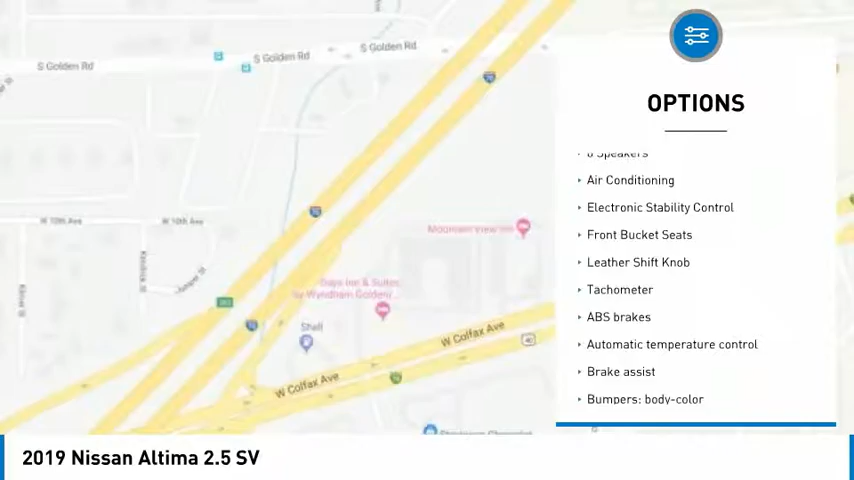 S Golden Rd
S Golden Rd
S Golden Rd
OPTIONS
Speakers
Air Conditioning
Electronic Stability Control
Front Bucket Seats
Leather Shift Knob
Tachometer
ABS brakes
Automatic temperature control
Brake assist
Bumpers: body-color
W 10th Ave
W 10th Ave
Mountain View Inn
Days Inn & Suites
by Wyndham Golden/...
Shell
W Colfax Ave
W Colfax Ave
40
2019 Nissan Altima 2.5 SV